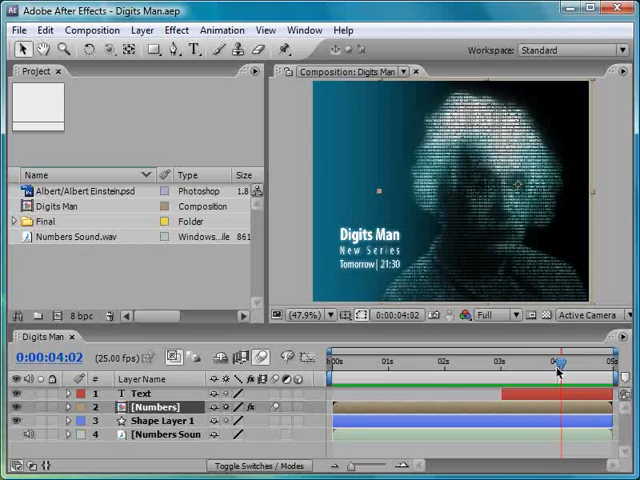 Adobe After Effects - Digits Man.aep
File Edit Composition Layer Effect Animation View Window Help
Workspace: Standard
Project ×
Composition: Digits Man
Name Type Size
Albert/Albert Einstein.psd Photoshop 1.8
Digits Man Composition
Final Folder
Numbers Sound.wav Windows...ile 861
Digits Man
New Series
Tomorrow | 21:30
8 bpc
(47.9%) 0:00:04:02 Full Active Camera
Digits Man ×
0:00:04:02 (25.00 fps)
00s 01s 02s 03s 05s
# Layer Name
1 Text
2 [Numbers]
3 Shape Layer 1
4 [Numbers Soun
Toggle Switches / Modes